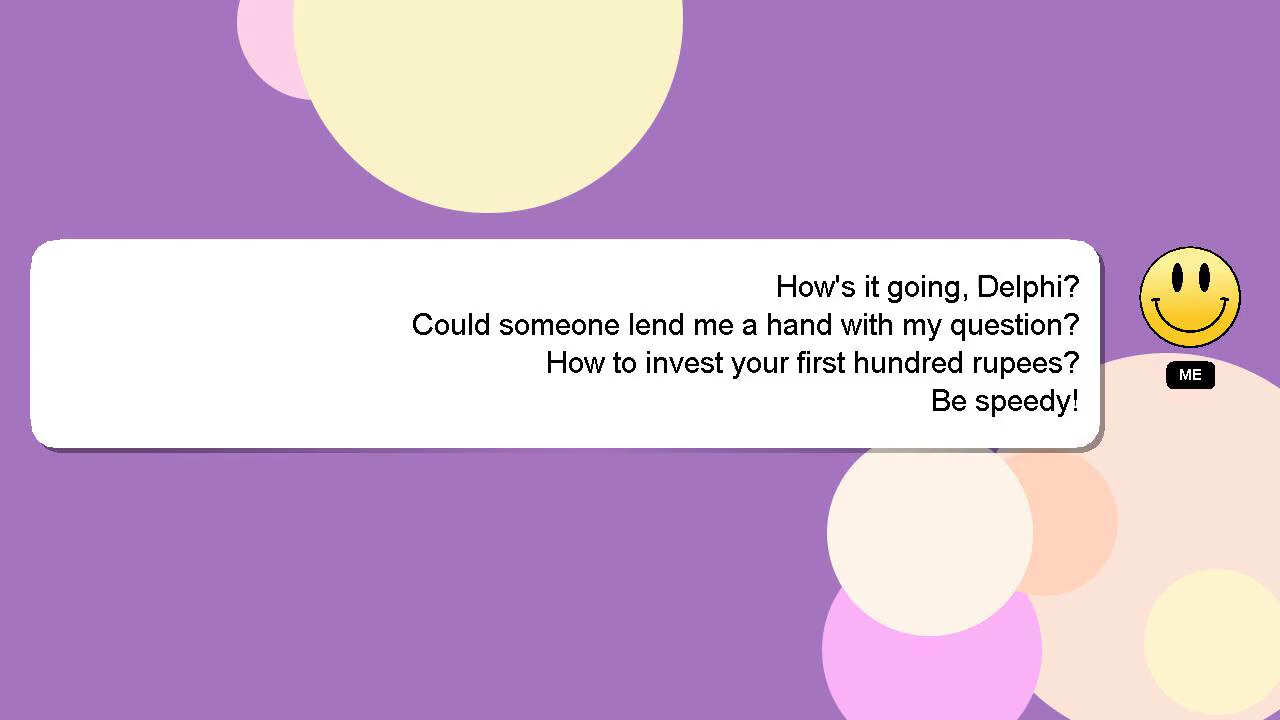 How's it going, Delphi?
Could someone lend me a hand with my question?
How to invest your first hundred rupees?
Be speedy!
ME